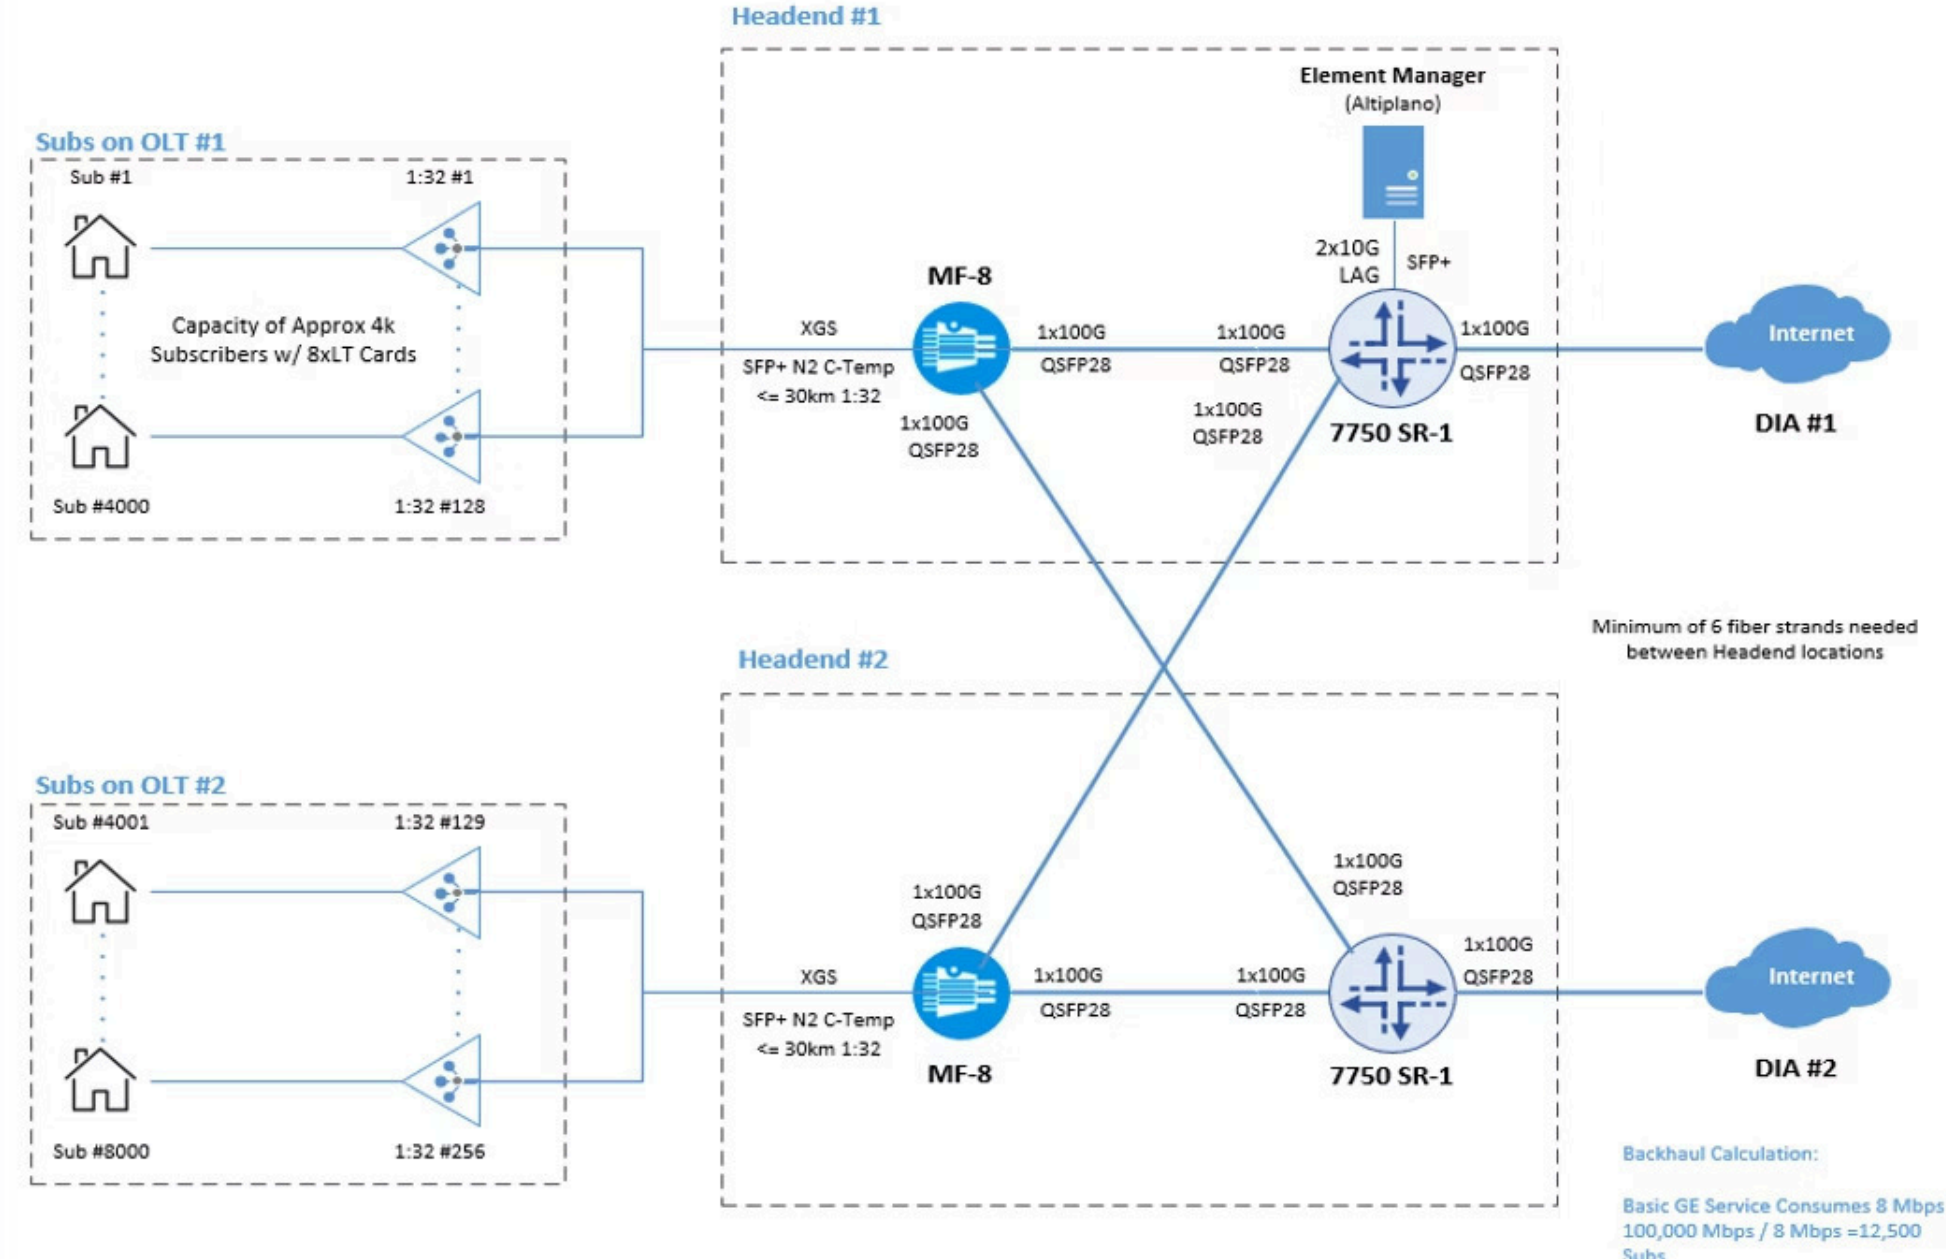 Headend #1
Element Manager
(Altiplano)
Subs on OLT #1
Sub #1
1:32 #1
2x10G
LAG
SFP+
MF-8
Capacity of Approx 4k
Subscribers w/ 8xLT Cards
XGS
SFP+ N2 C-Temp
<= 30km 1:32
1x100G
QSFP28
1x100G
QSFP28
1x100G
QSFP28
Internet
1x100G
QSFP28
1x100G
QSFP28
7750 SR-1
DIA #1
Sub #4000
1:32 #128
Minimum of 6 fiber strands needed
between Headend locations
Headend #2
Subs on OLT #2
Sub #4001
1:32 #129
1x100G
QSFP28
1x100G
QSFP28
XGS
SFP+ N2 C-Temp
<= 30km 1:32
1x100G
QSFP28
1x100G
QSFP28
1x100G
QSFP28
Internet
MF-8
7750 SR-1
DIA #2
Sub #8000
1:32 #256
Backhaul Calculation:
Basic GE Service Consumes 8 Mbps
100,000 Mbps / 8 Mbps =12,500
Subs